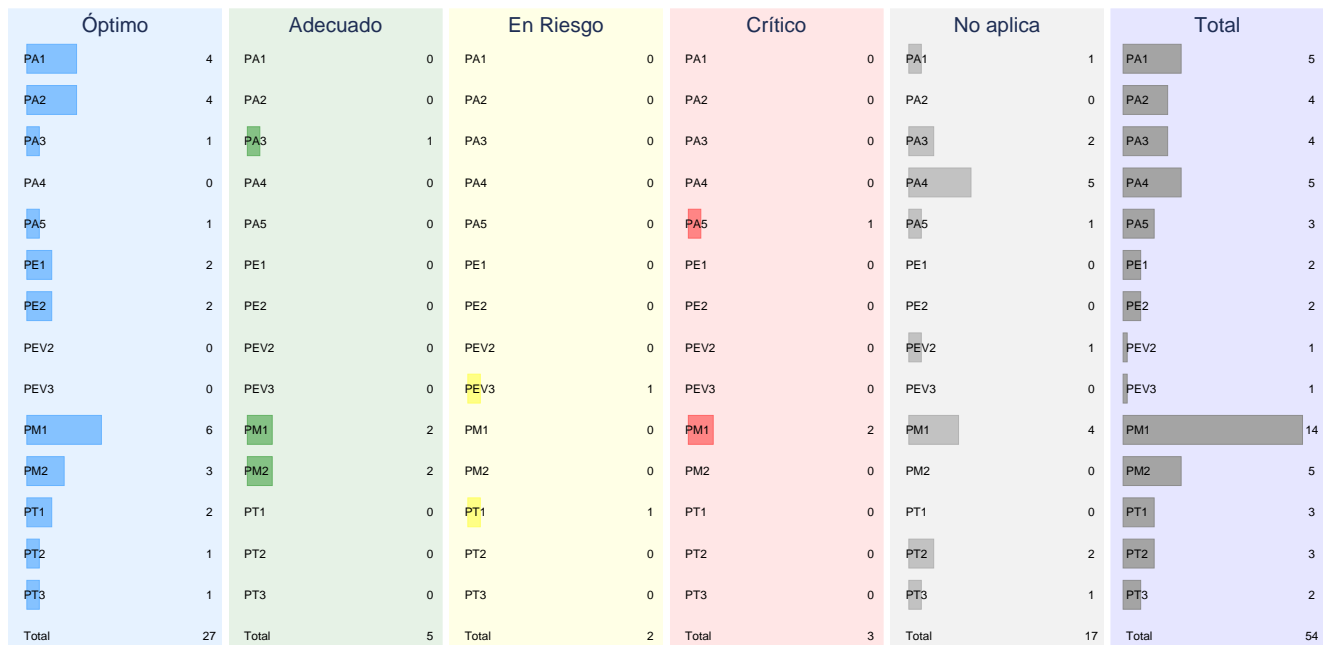 Óptimo Adecuado En Riesgo Crítico No aplica Total
PA1 4 PA1 0 PA1 0 PA1 0 PA1 1 PA1 5
PA2 4 PA2 0 PA2 0 PA2 0 PA2 0 PA2 4
PA3 1 PA3 1 PA3 0 PA3 0 PA3 2 PA3 4
PA4 0 PA4 0 PA4 0 PA4 0 PA4 5 PA4 5
PA5 1 PA5 0 PA5 0 PA5 1 PA5 1 PA5 3
PE1 2 PE1 0 PE1 0 PE1 0 PE1 0 PE1 2
PE2 2 PE2 0 PE2 0 PE2 0 PE2 0 PE2 2
PEV2 0 PEV2 0 PEV2 0 PEV2 0 PEV2 1 PEV2 1
PEV3 0 PEV3 0 PEV3 1 PEV3 0 PEV3 0 PEV3 1
PM1 6 PM1 2 PM1 0 PM1 2 PM1 4 PM1 14
PM2 3 PM2 2 PM2 0 PM2 0 PM2 0 PM2 5
PT1 2 PT1 0 PT1 1 PT1 0 PT1 0 PT1 3
PT2 1 PT2 0 PT2 0 PT2 0 PT2 2 PT2 3
PT3 1 PT3 0 PT3 0 PT3 0 PT3 1 PT3 2
Total 27 Total 5 Total 2 Total 3 Total 17 Total 54